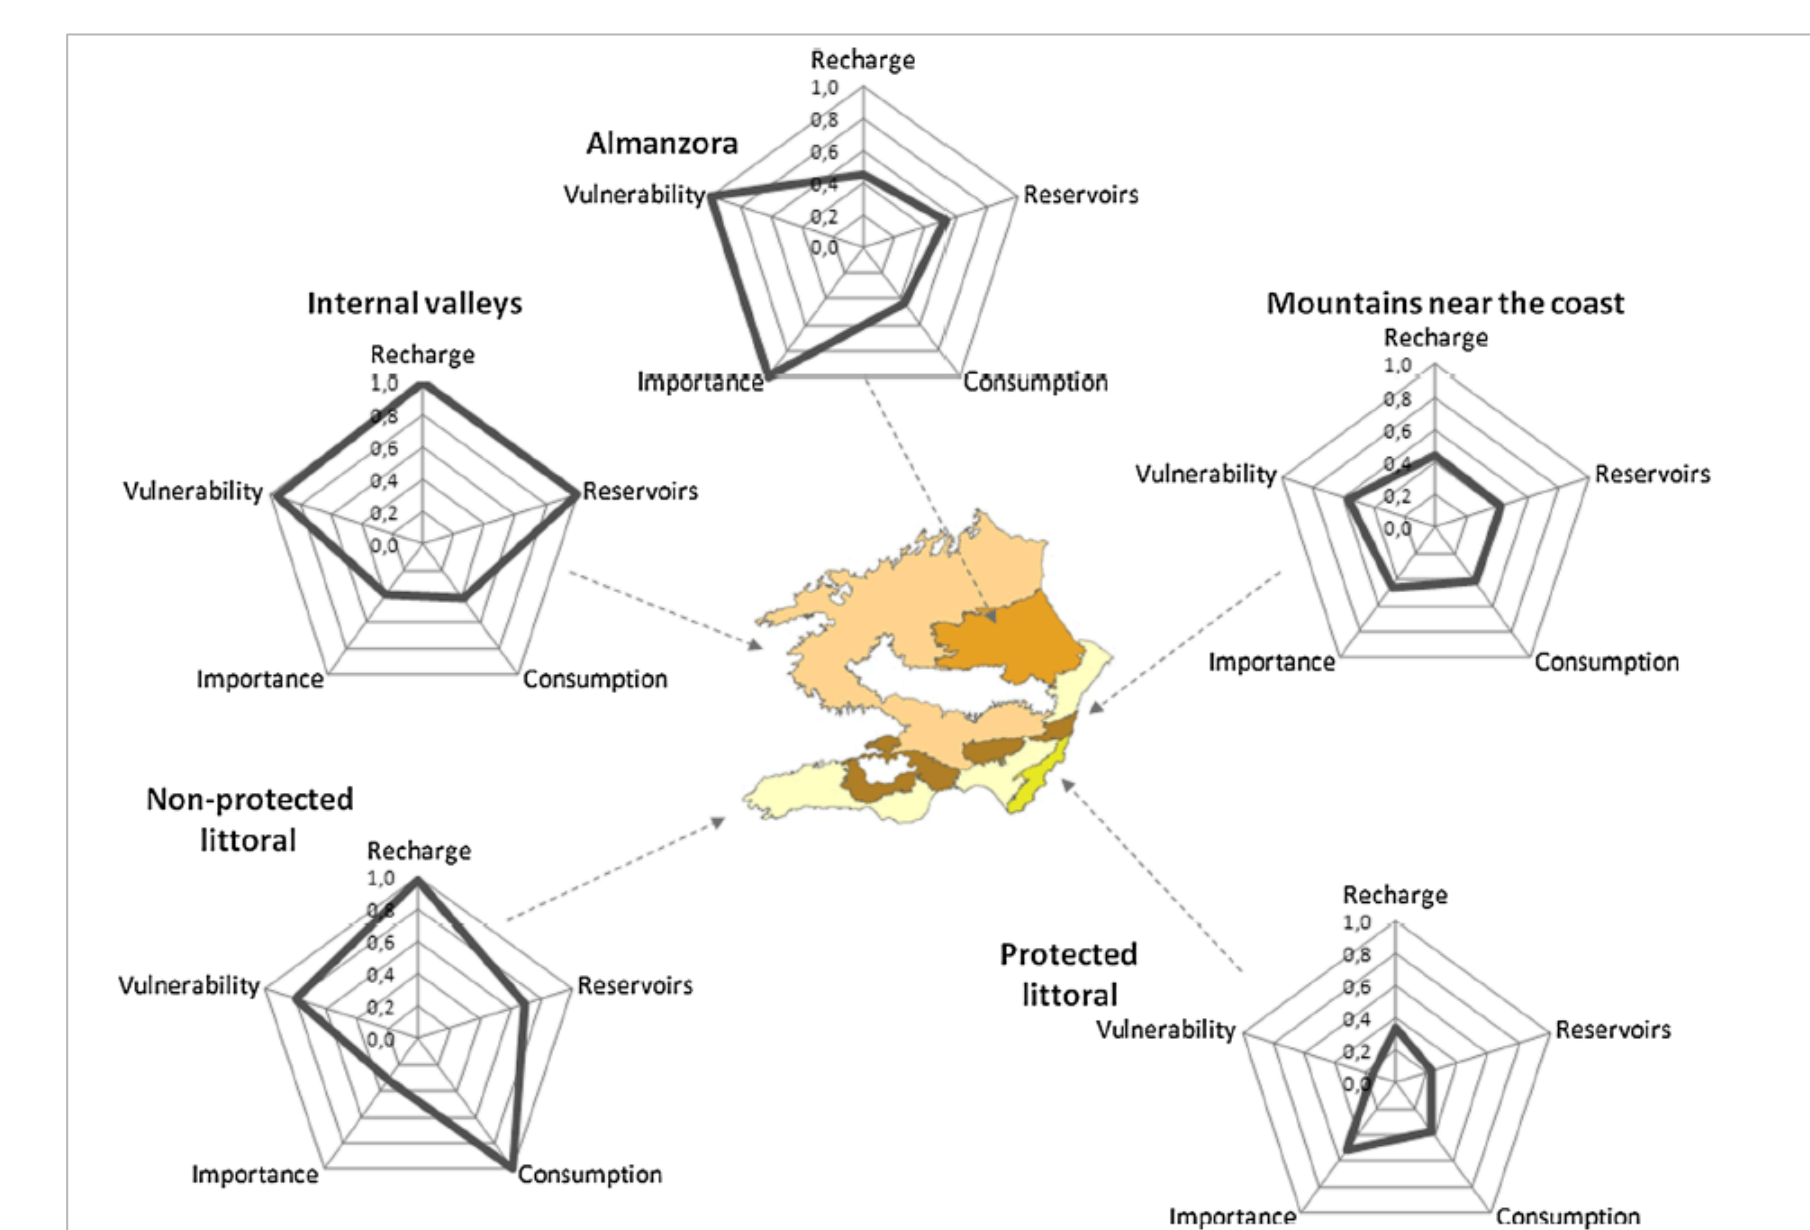 Recharge
1,0
0,8
0,6
0,4
0,2
0,0
Almanzora
Vulnerability
Reservoirs
Importance
Consumption
Internal valleys
Recharge
1,0
0,8
0,6
0,4
0,2
0,0
Vulnerability
Reservoirs
Importance
Consumption
Mountains near the coast
Recharge
1,0
0,8
0,6
0,4
0,2
0,0
Vulnerability
Reservoirs
Importance
Consumption
Non-protected
littoral
Recharge
1,0
0,8
0,6
0,4
0,2
0,0
Vulnerability
Reservoirs
Importance
Consumption
Protected
littoral
Recharge
1,0
0,8
0,6
0,4
0,2
0,0
Vulnerability
Reservoirs
Importance
Consumption